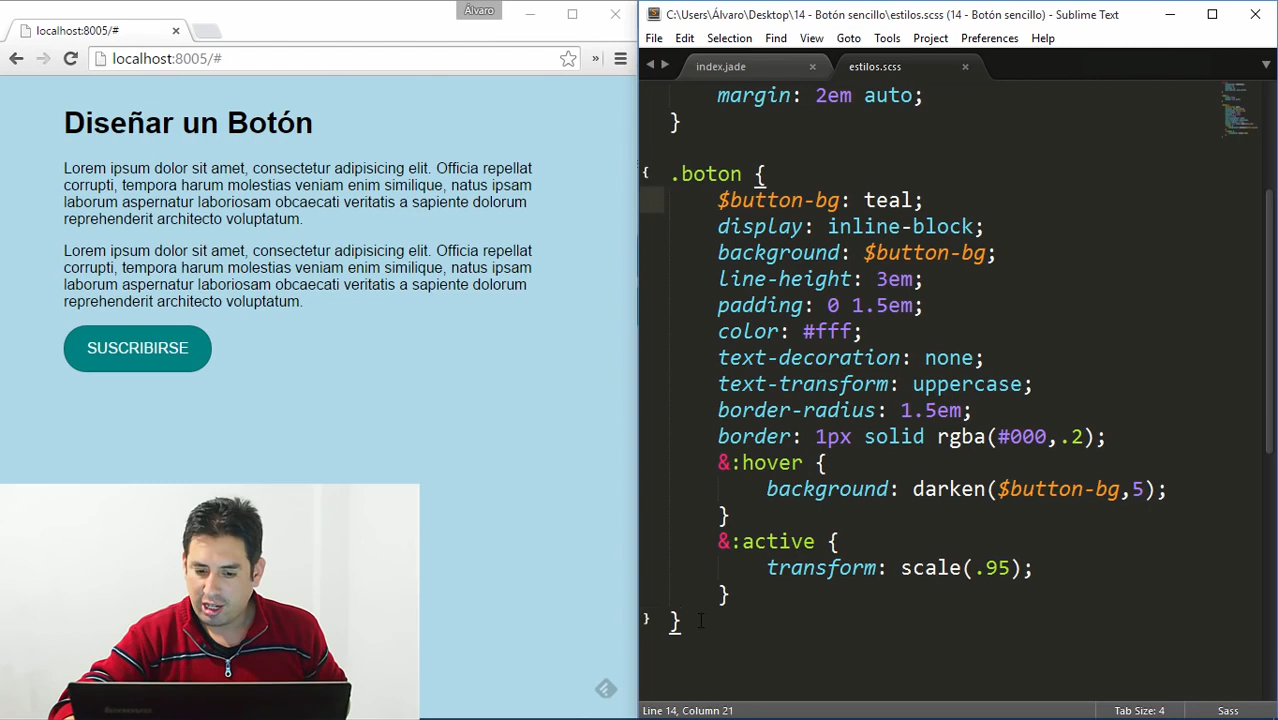 Álvaro
localhost:8005/#
localhost:8005/#
Diseñar un Botón
Lorem ipsum dolor sit amet, consectetur adipisicing elit. Officia repellat
corrupti, tempora harum molestias veniam enim similique, natus ipsam
laborum aspernatur laboriosam obcaecati veritatis a sapiente dolorum
reprehenderit architecto voluptatum.
Lorem ipsum dolor sit amet, consectetur adipisicing elit. Officia repellat
corrupti, tempora harum molestias veniam enim similique, natus ipsam
laborum aspernatur laboriosam obcaecati veritatis a sapiente dolorum
reprehenderit architecto voluptatum.
SUSCRIBIRSE
C:\Users\Álvaro\Desktop\14 - Botón sencillo\estilos.scss (14 - Botón sencillo) - Sublime Text
File Edit Selection Find View Goto Tools Project Preferences Help
index.jade estilos.scss
margin: 2em auto;
}
.boton {
$button-bg: teal;
display: inline-block;
background: $button-bg;
line-height: 3em;
padding: 0 1.5em;
color: #fff;
text-decoration: none;
text-transform: uppercase;
border-radius: 1.5em;
border: 1px solid rgba(#000,.2);
&:hover {
background: darken($button-bg,5);
}
&:active {
transform: scale(.95);
}
}
Line 14, Column 21 Tab Size: 4 Sass